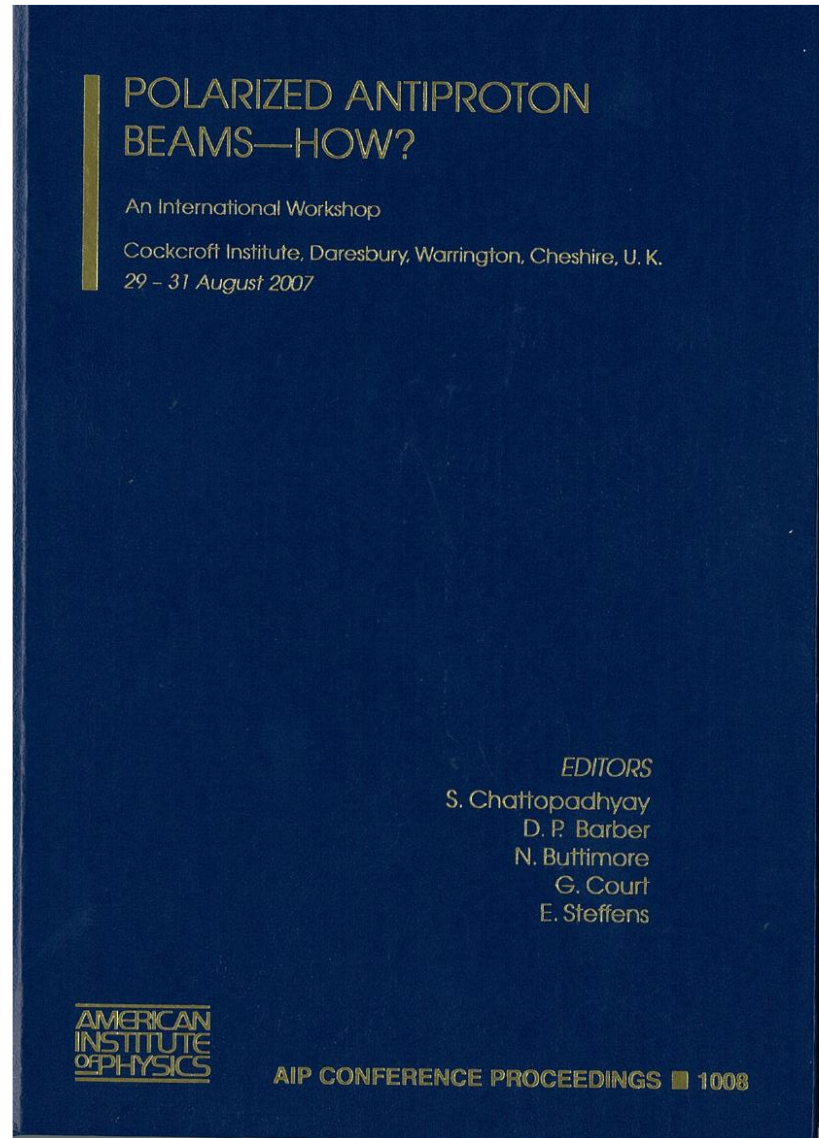 POLARIZED ANTIPROTON
BEAMS—HOW?
An International Workshop
Cockcroft Institute, Daresbury, Warrington, Cheshire, U. K.
29 – 31 August 2007
EDITORS
S. Chattopadhyay
D. P. Barber
N. Buttimore
G. Court
E. Steffens
AMERICAN
INSTITUTE
OF PHYSICS
AIP CONFERENCE PROCEEDINGS ■ 1008